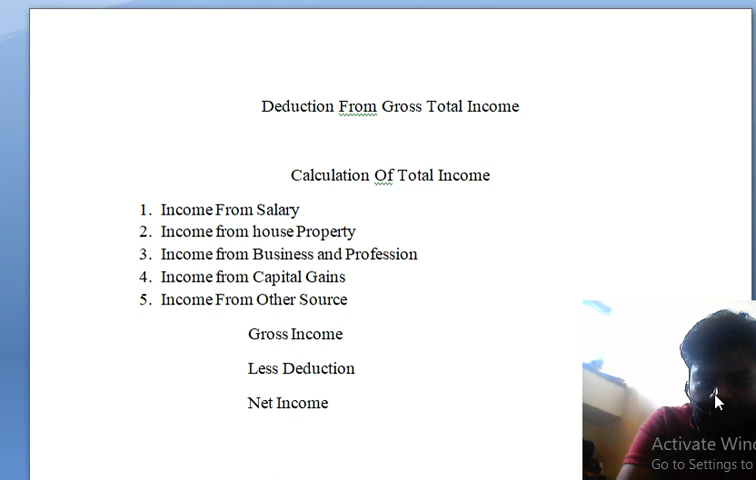 Deduction From Gross Total Income
Calculation Of Total Income
1. Income From Salary
2. Income from house Property
3. Income from Business and Profession
4. Income from Capital Gains
5. Income From Other Source
Gross Income
Less Deduction
Net Income
Activate Wind
Go to Settings to